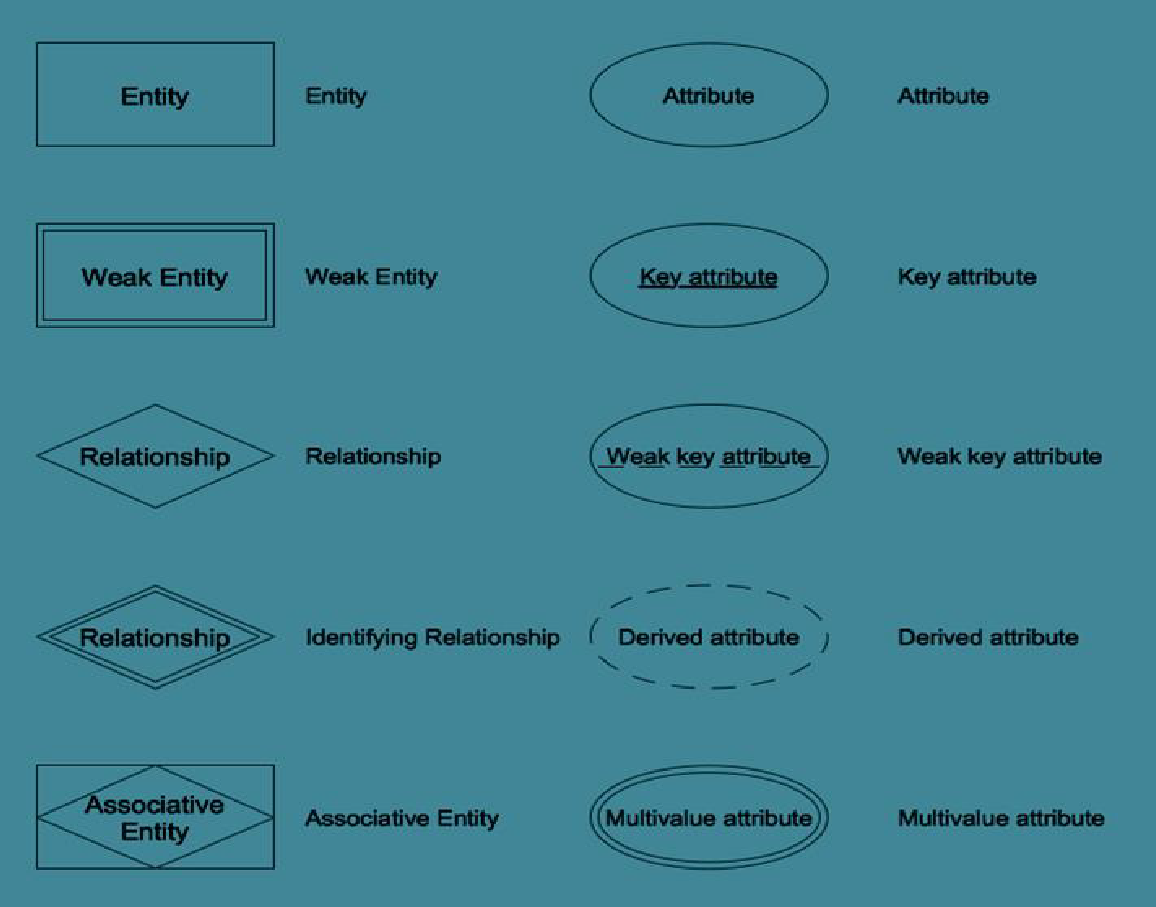 Entity
Entity
Attribute
Attribute
Weak Entity
Weak Entity
Key attribute
Key attribute
Relationship
Relationship
Weak key attribute
Weak key attribute
Relationship
Identifying Relationship
Derived attribute
Derived attribute
Associative
Entity
Associative Entity
Multivalue attribute
Multivalue attribute